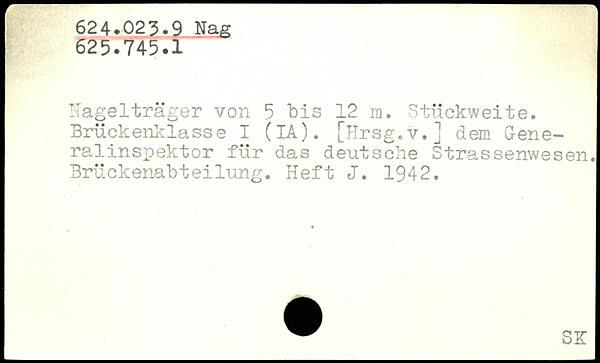 624.023.9 Nag
625.745.1
Nagelträger von 5 bis 12 m. Stückweite.
Brückenklasse I (IA). [Hrsg.v.] dem Gene-
ralinspektor für das deutsche Strassenwesen.
Brückenabteilung. Heft J. 1942.
SK